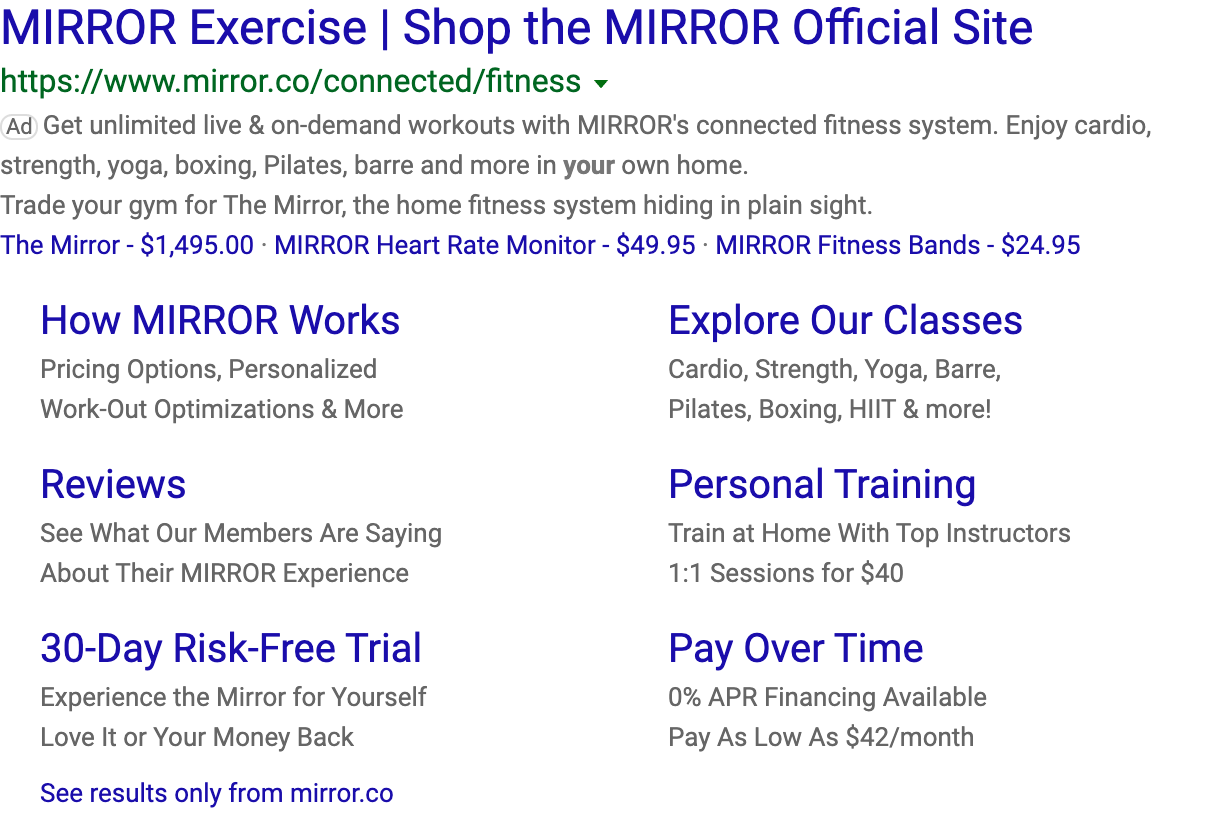 MIRROR Exercise | Shop the MIRROR Official Site
https://www.mirror.co/connected/fitness
Ad Get unlimited live & on-demand workouts with MIRROR's connected fitness system. Enjoy cardio,
strength, yoga, boxing, Pilates, barre and more in your own home.
Trade your gym for The Mirror, the home fitness system hiding in plain sight.
The Mirror - $1,495.00 · MIRROR Heart Rate Monitor - $49.95 · MIRROR Fitness Bands - $24.95
How MIRROR Works
Pricing Options, Personalized
Work-Out Optimizations & More
Explore Our Classes
Cardio, Strength, Yoga, Barre,
Pilates, Boxing, HIIT & more!
Reviews
See What Our Members Are Saying
About Their MIRROR Experience
Personal Training
Train at Home With Top Instructors
1:1 Sessions for $40
30-Day Risk-Free Trial
Experience the Mirror for Yourself
Love It or Your Money Back
Pay Over Time
0% APR Financing Available
Pay As Low As $42/month
See results only from mirror.co